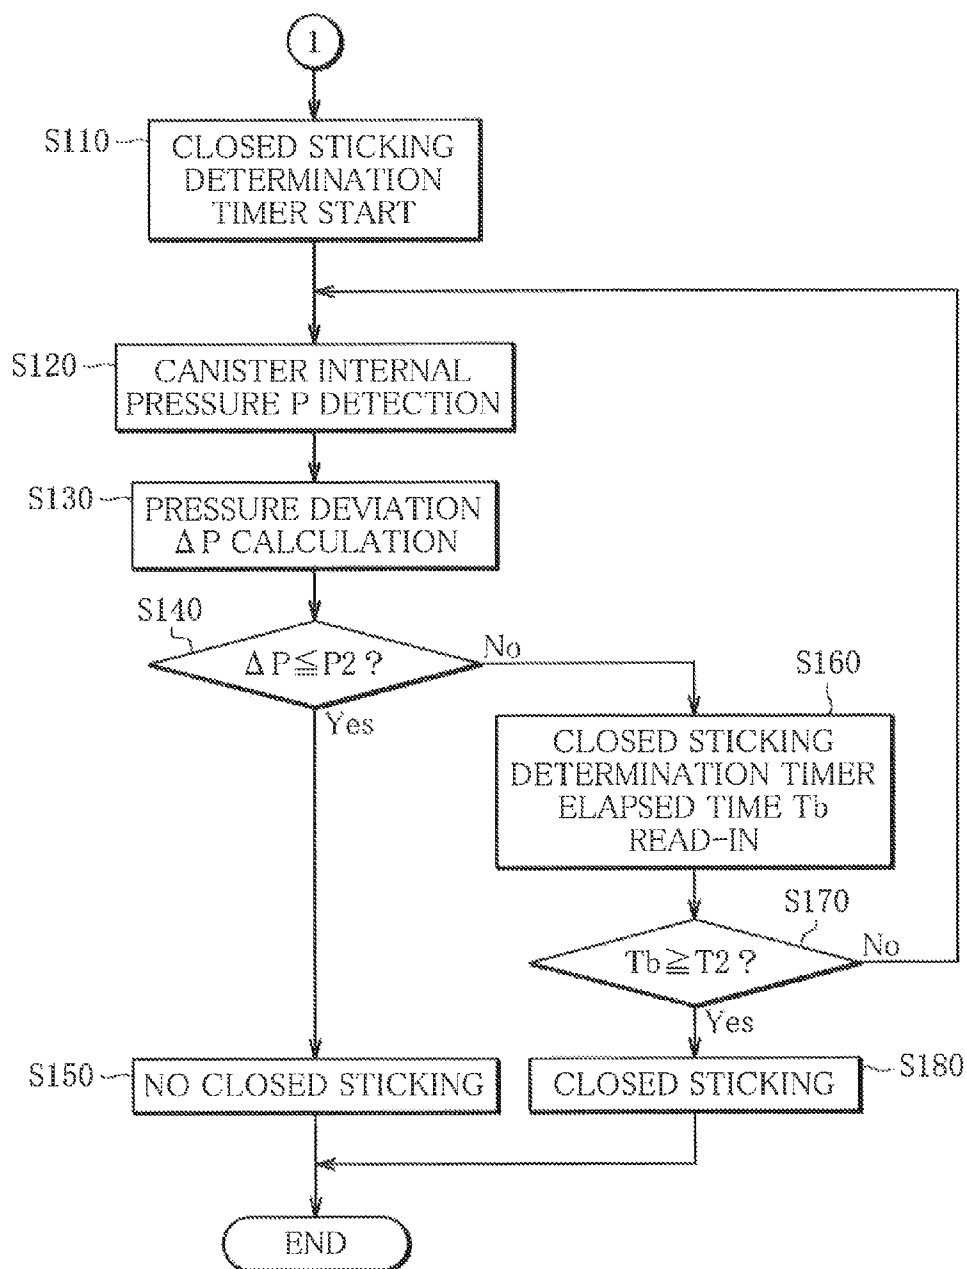 1
S110
CLOSED STICKING
DETERMINATION
TIMER START
S120
CANISTER INTERNAL
PRESSURE P DETECTION
S130
PRESSURE DEVIATION
ΔP CALCULATION
S140
ΔP≦P2?
No
Yes
S160
CLOSED STICKING
DETERMINATION TIMER
ELAPSED TIME Tb
READ-IN
S170
Tb≧T2?
No
Yes
S150
NO CLOSED STICKING
CLOSED STICKING
S180
END